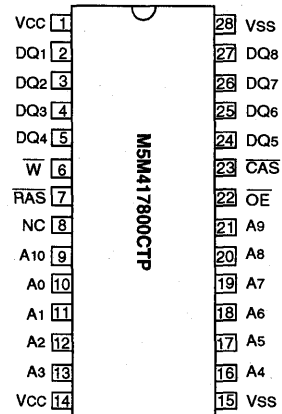 VCC 1 28 VSS
DQ1 2 27 DQ8
DQ2 3 26 DQ7
DQ3 4 25 DQ6
DQ4 5 24 DQ5
W 6 23 CAS
RAS 7 22 OE
NC 8 21 A9
A10 9 20 A8
A0 10 19 A7
A1 11 18 A6
A2 12 17 A5
A3 13 16 A4
VCC 14 15 VSS
M5M417800CTP